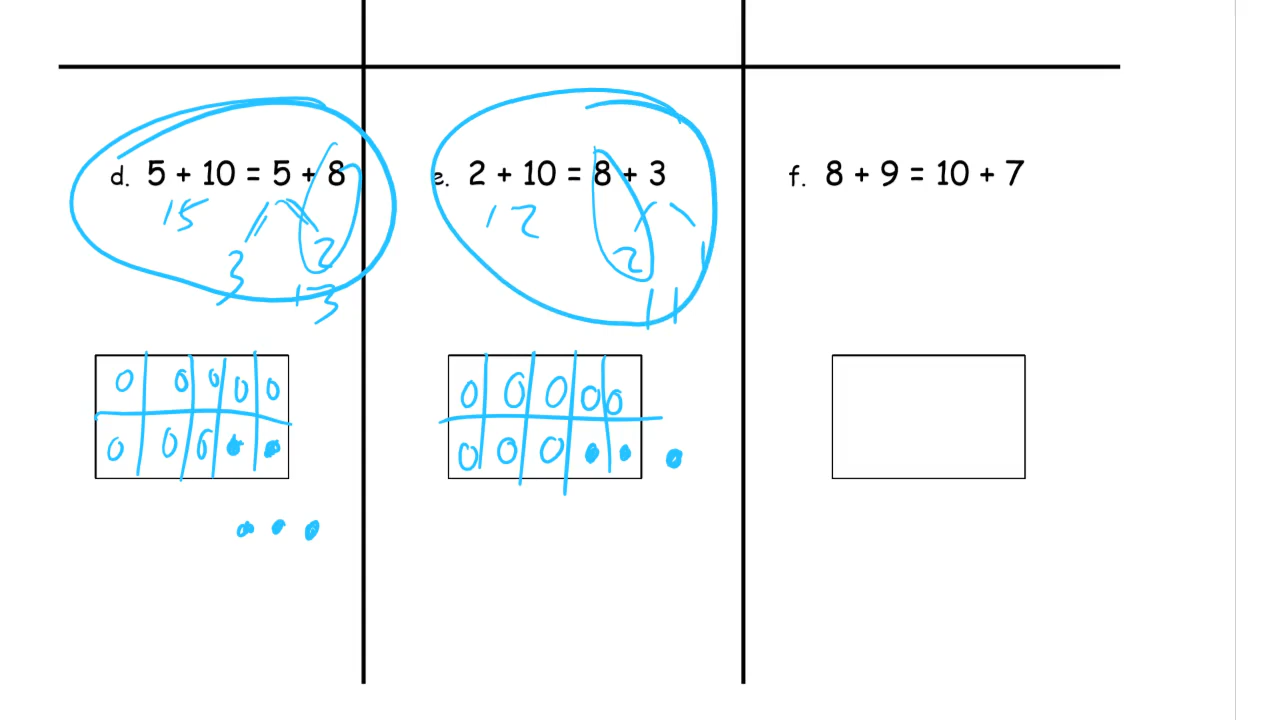 d. 5 + 10 = 5 + 8
15
3 2
13
e. 2 + 10 = 8 + 3
12
2 1
11
f. 8 + 9 = 10 + 7